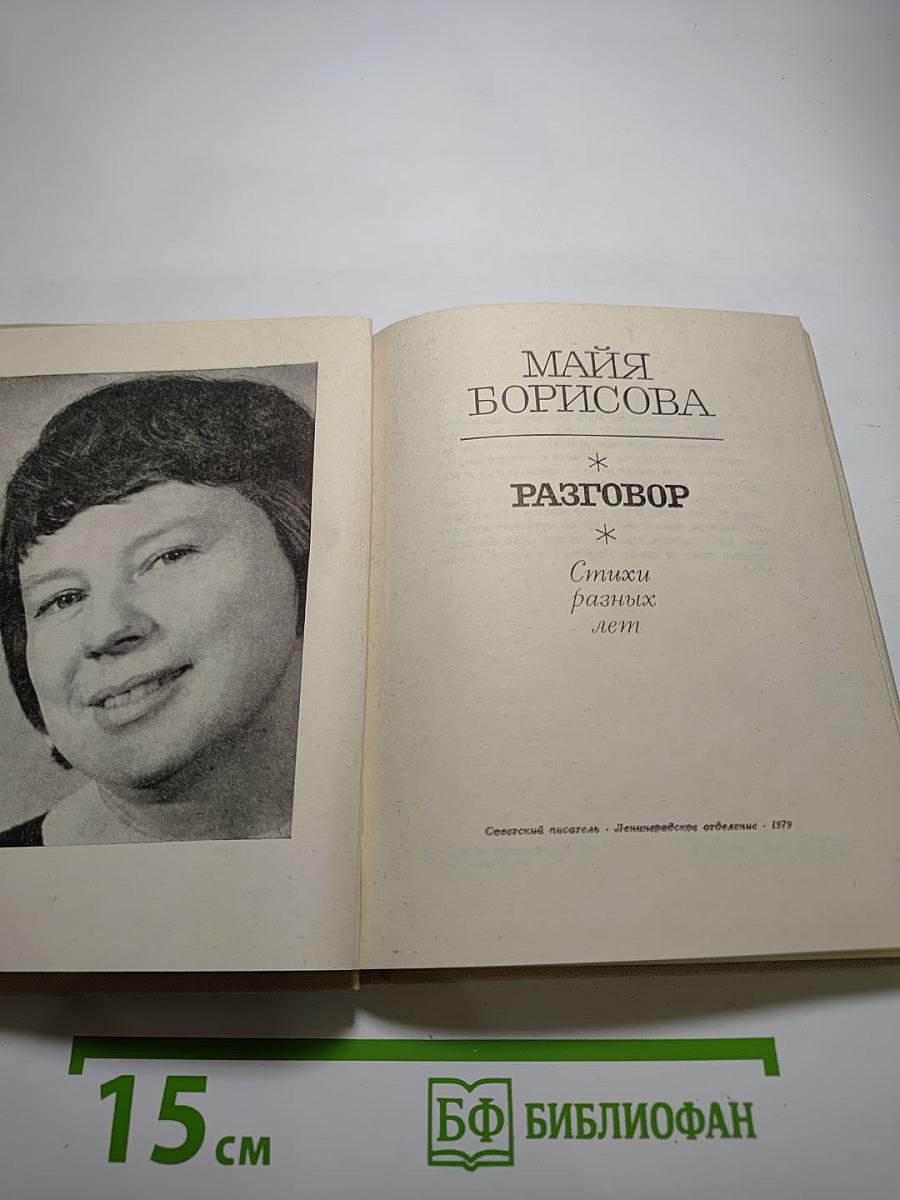 МАЙЯ
БОРИСОВА
*
РАЗГОВОР
*
Стихи
разных
лет
Советский писатель · Ленинградское отделение · 1979
15 см
БФ БИБЛИОФАН